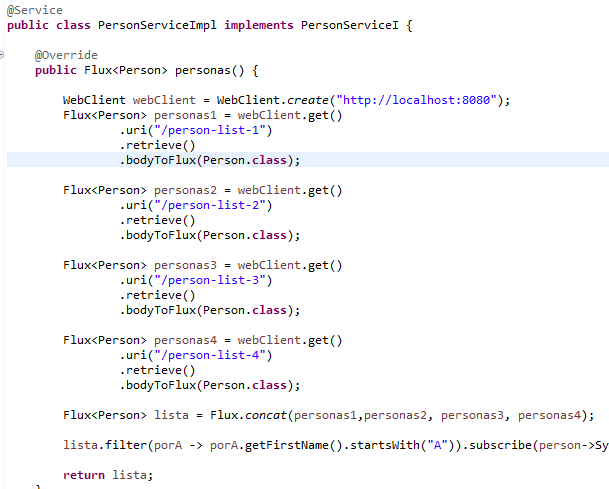 @Service
public class PersonServiceImpl implements PersonServiceI {
@Override
public Flux<Person> personas() {
WebClient webClient = WebClient.create("http://localhost:8080");
Flux<Person> personas1 = webClient.get()
.uri("/person-list-1")
.retrieve()
.bodyToFlux(Person.class);
Flux<Person> personas2 = webClient.get()
.uri("/person-list-2")
.retrieve()
.bodyToFlux(Person.class);
Flux<Person> personas3 = webClient.get()
.uri("/person-list-3")
.retrieve()
.bodyToFlux(Person.class);
Flux<Person> personas4 = webClient.get()
.uri("/person-list-4")
.retrieve()
.bodyToFlux(Person.class);
Flux<Person> lista = Flux.concat(personas1,personas2, personas3, personas4);
lista.filter(porA -> porA.getFirstName().startsWith("A")).subscribe(person->Sy
return lista;